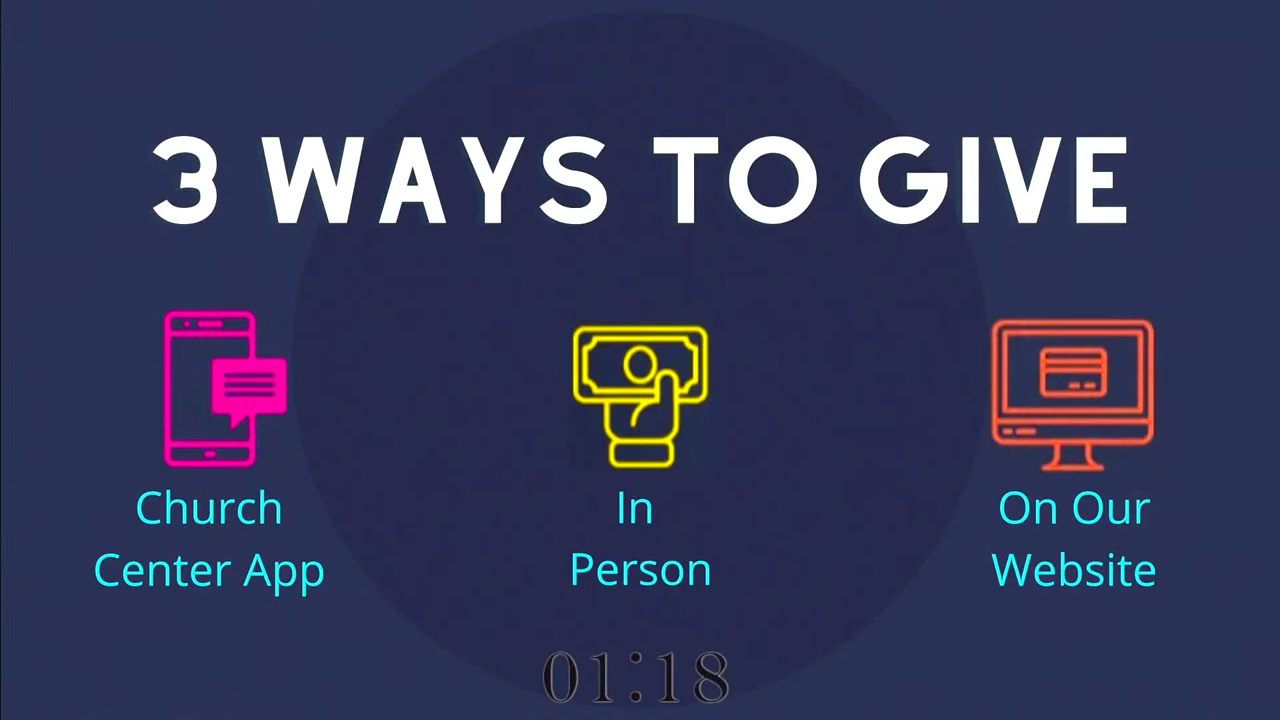 3 WAYS TO GIVE
Church
Center App
In
Person
On Our
Website
01:18